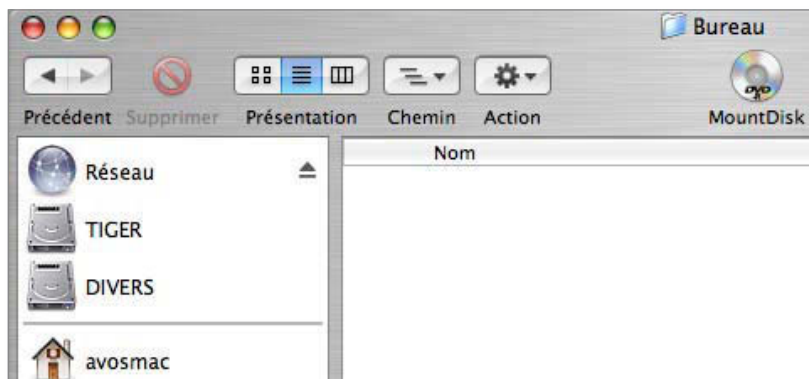 Bureau
Précédent Supprimer Présentation Chemin Action MountDisk
Réseau
Nom
TIGER
DIVERS
avosmac